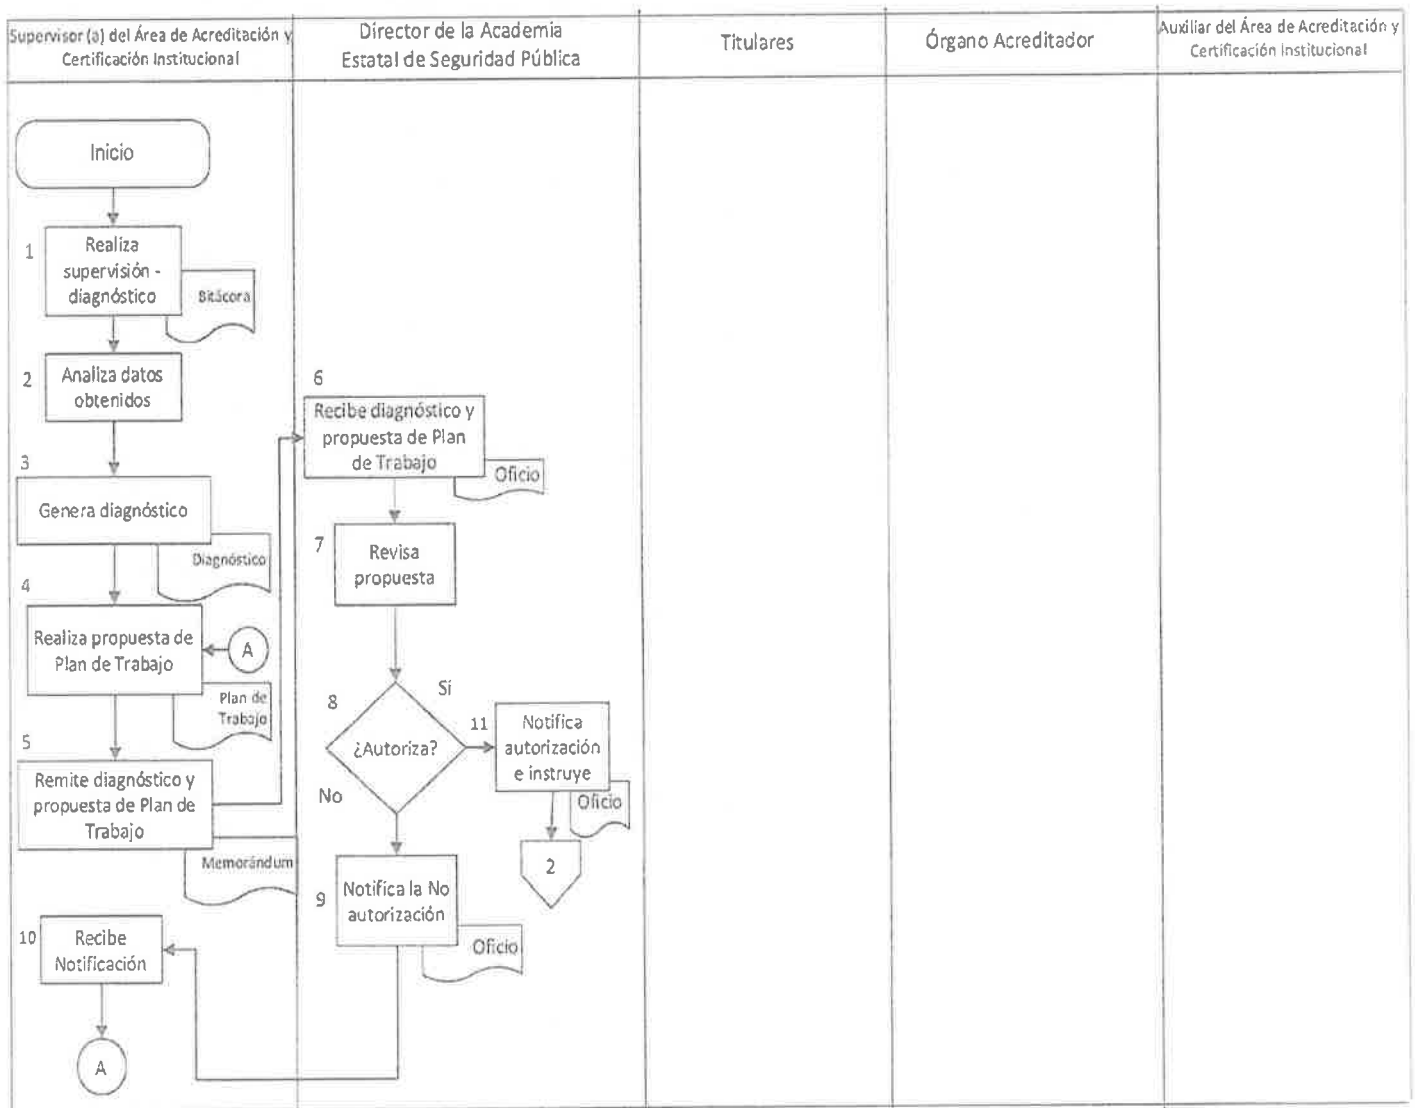 Supervisor (a) del Área de Acreditación y
Certificación Institucional
Director de la Academia
Estatal de Seguridad Pública
Titulares
Órgano Acreditador
Auxiliar del Área de Acreditación y
Certificación Institucional
Inicio
1
Realiza
supervisión -
diagnóstico
Bitácora
2
Analiza datos
obtenidos
3
Genera diagnóstico
Diagnóstico
4
Realiza propuesta de
Plan de Trabajo
A
Plan de
Trabajo
5
Remite diagnóstico y
propuesta de Plan de
Trabajo
Memorándum
6
Recibe diagnóstico y
propuesta de Plan
de Trabajo
Oficio
7
Revisa
propuesta
8
¿Autoriza?
Sí
No
11
Notifica
autorización
e instruye
Oficio
2
9
Notifica la No
autorización
Oficio
10
Recibe
Notificación
A